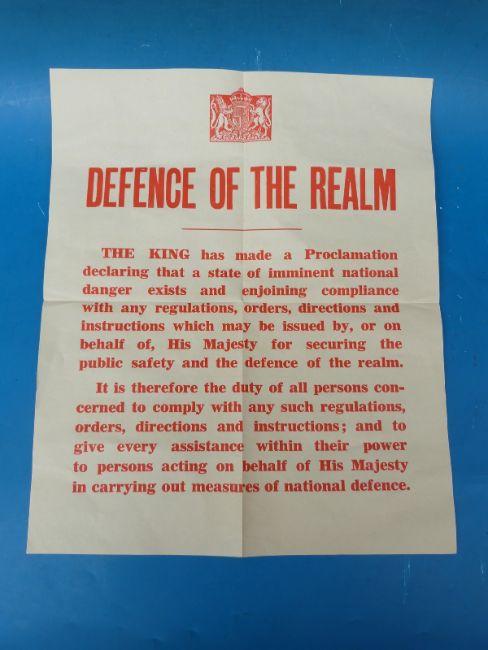 DEFENCE OF THE REALM
THE KING has made a Proclamation
declaring that a state of imminent national
danger exists and enjoining compliance
with any regulations, orders, directions and
instructions which may be issued by, or on
behalf of, His Majesty for securing the
public safety and the defence of the realm.
It is therefore the duty of all persons con-
cerned to comply with any such regulations,
orders, directions and instructions; and to
give every assistance within their power
to persons acting on behalf of His Majesty
in carrying out measures of national defence.